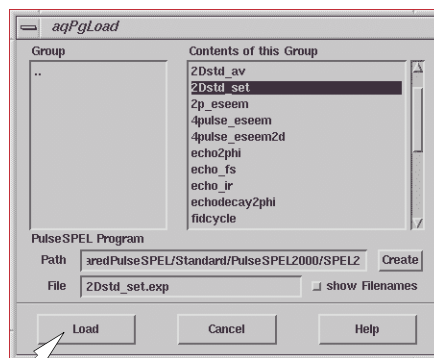 aqPgLoad
Group
Contents of this Group
..
2Dstd_av
2Dstd_set
2p_eseem
4pulse_eseem
4pulse_eseem2d
echo2phi
echo_fs
echo_ir
echodecay2phi
fidcycle
PulseSPEL Program
Path aredPulseSPEL/Standard/PulseSPEL2000/SPEL2 Create
File 2Dstd_set.exp show Filenames
Load Cancel Help